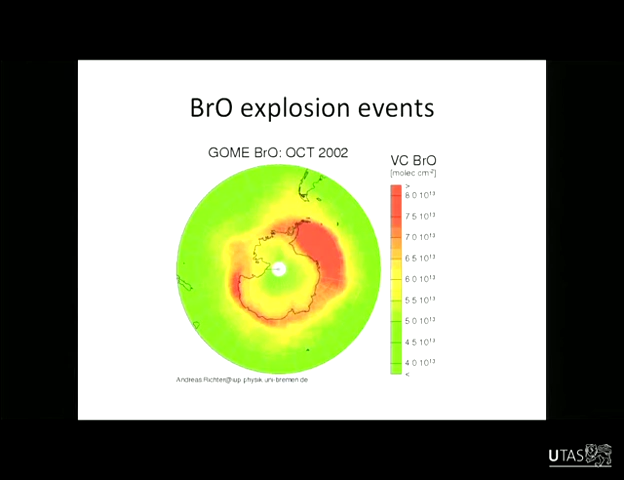 BrO explosion events
GOME BrO: OCT 2002
VC BrO
[molec cm-2]
>
8.0 10¹³
7.5 10¹³
7.0 10¹³
6.5 10¹³
6.0 10¹³
5.5 10¹³
5.0 10¹³
4.5 10¹³
4.0 10¹³
<
Andreas.Richter@iup.physik.uni-bremen.de
UTAS